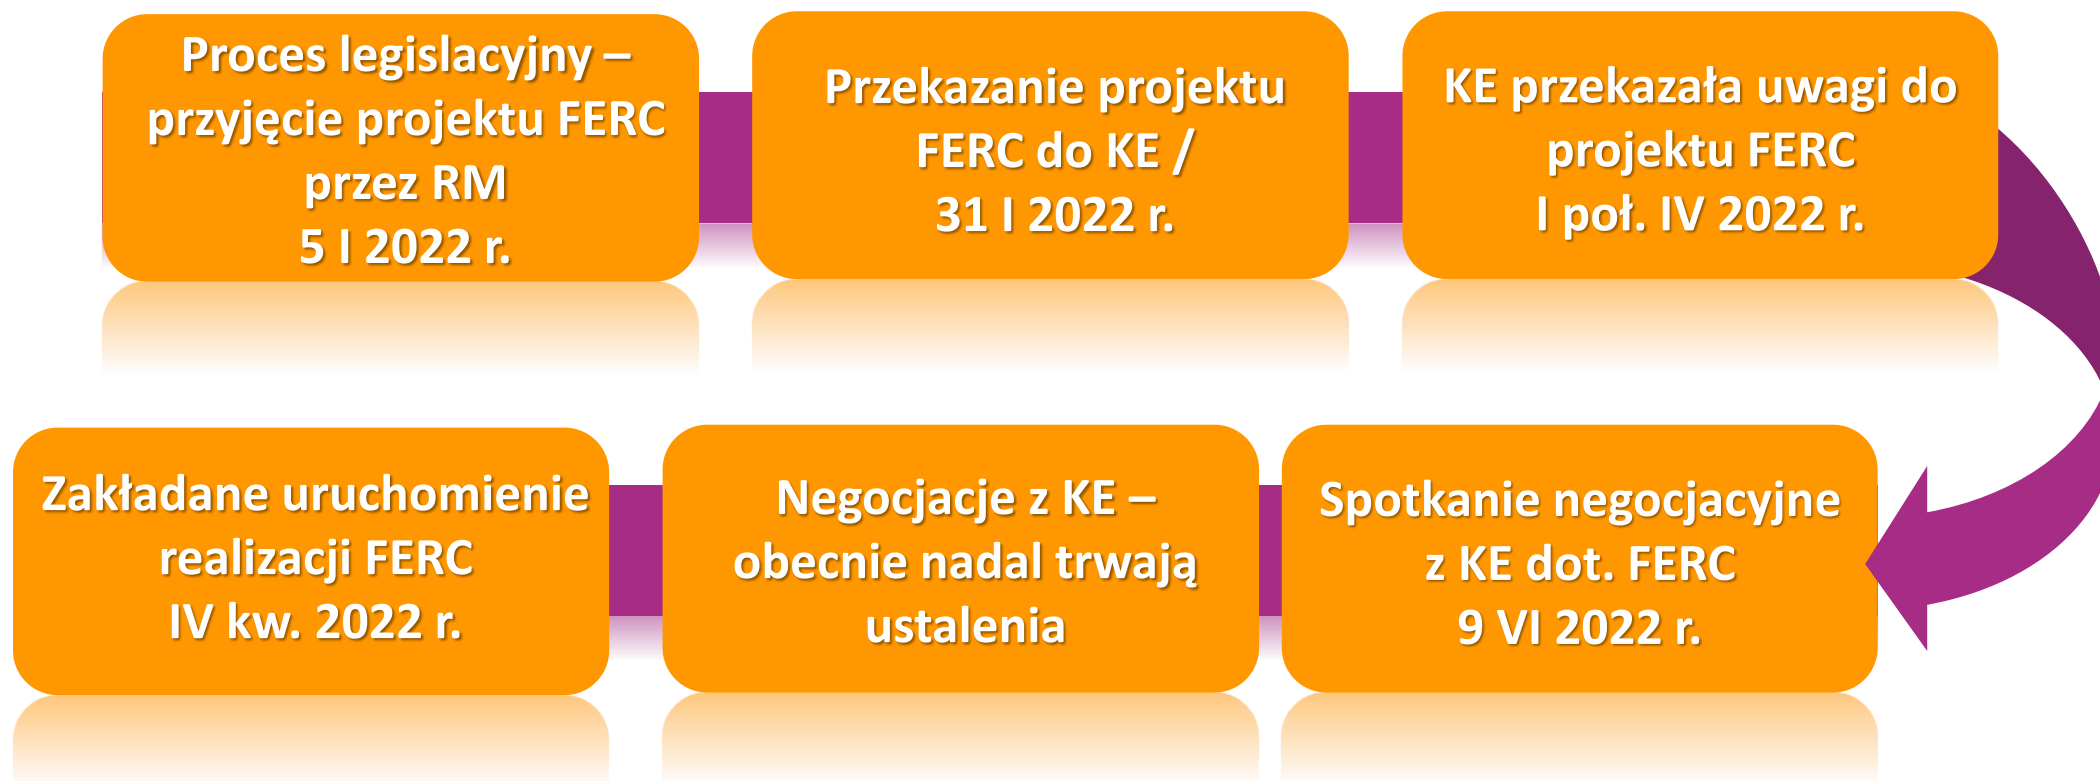 Proces legislacyjny –
przyjęcie projektu FERC
przez RM
5 I 2022 r.
Przekazanie projektu
FERC do KE /
31 I 2022 r.
KE przekazała uwagi do
projektu FERC
I poł. IV 2022 r.
Spotkanie negocjacyjne
z KE dot. FERC
9 VI 2022 r.
Negocjacje z KE –
obecnie nadal trwają
ustalenia
Zakładane uruchomienie
realizacji FERC
IV kw. 2022 r.